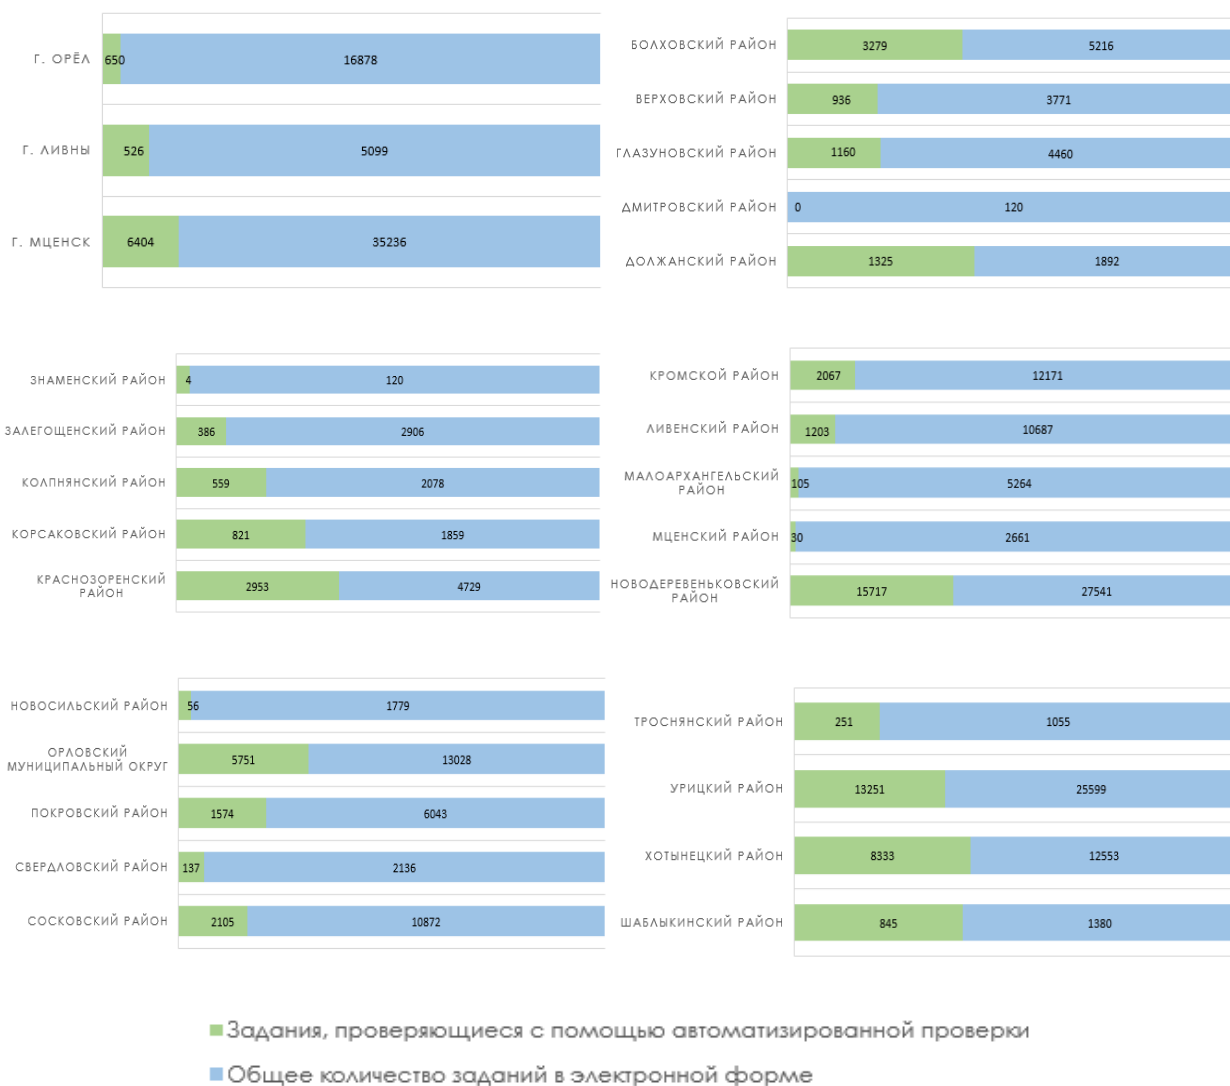 Г. ОРЁЛ
650
16878
Г. ЛИВНЫ
526
5099
Г. МЦЕНСК
6404
35236
БОЛХОВСКИЙ РАЙОН
3279
5216
ВЕРХОВСКИЙ РАЙОН
936
3771
ГЛАЗУНОВСКИЙ РАЙОН
1160
4460
ДМИТРОВСКИЙ РАЙОН
0
120
ДОЛЖАНСКИЙ РАЙОН
1325
1892
ЗНАМЕНСКИЙ РАЙОН
4
120
ЗАЛЕГОЩЕНСКИЙ РАЙОН
386
2906
КОЛПНЯНСКИЙ РАЙОН
559
2078
КОРСАКОВСКИЙ РАЙОН
821
1859
КРАСНОЗОРЕНСКИЙ
РАЙОН
2953
4729
КРОМСКОЙ РАЙОН
2067
12171
ЛИВЕНСКИЙ РАЙОН
1203
10687
МАЛОАРХАНГЕЛЬСКИЙ
РАЙОН
105
5264
МЦЕНСКИЙ РАЙОН
30
2661
НОВОДЕРЕВЕНЬКОВСКИЙ
РАЙОН
15717
27541
НОВОСИЛЬСКИЙ РАЙОН
56
1779
ОРЛОВСКИЙ
МУНИЦИПАЛЬНЫЙ ОКРУГ
5751
13028
ПОКРОВСКИЙ РАЙОН
1574
6043
СВЕРДЛОВСКИЙ РАЙОН
137
2136
СОСКОВСКИЙ РАЙОН
2105
10872
ТРОСНЯНСКИЙ РАЙОН
251
1055
УРИЦКИЙ РАЙОН
13251
25599
ХОТЫНЕЦКИЙ РАЙОН
8333
12553
ШАБЛЫКИНСКИЙ РАЙОН
845
1380
Задания, проверяющиеся с помощью автоматизированной проверки
Общее количество заданий в электронной форме